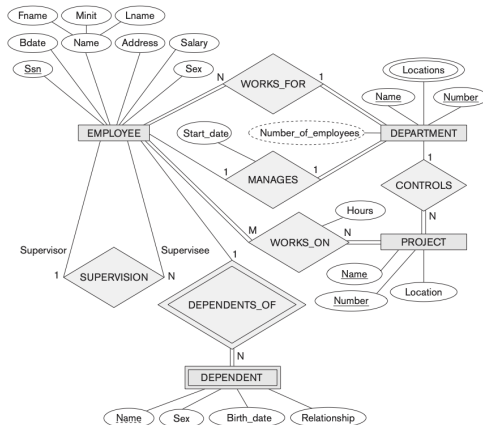 Fname Minit Lname
Bdate Name Address Salary
Ssn Sex
Locations
Name Number
N WORKS_FOR 1
EMPLOYEE Start_date Number_of_employees DEPARTMENT
1 MANAGES 1
1
CONTROLS
N
Hours
M WORKS_ON N PROJECT
Name
Number Location
Supervisor Supervisee
1 SUPERVISION N
1
DEPENDENTS_OF
N
DEPENDENT
Name Sex Birth_date Relationship